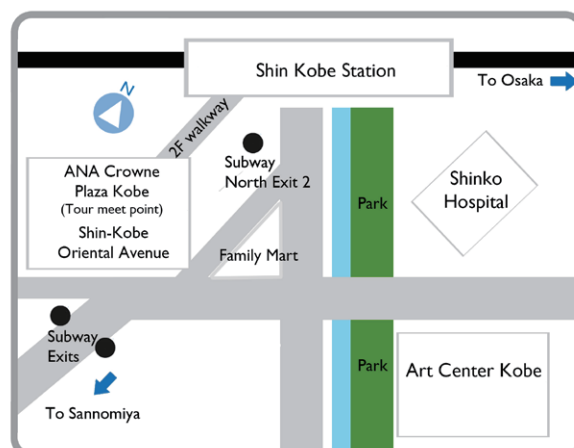 Shin Kobe Station
To Osaka
N
2F walkway
Subway
North Exit 2
ANA Crowne
Plaza Kobe
(Tour meet point)
Shin-Kobe
Oriental Avenue
Park
Shinko
Hospital
Family Mart
Subway
Exits
To Sannomiya
Park
Art Center Kobe